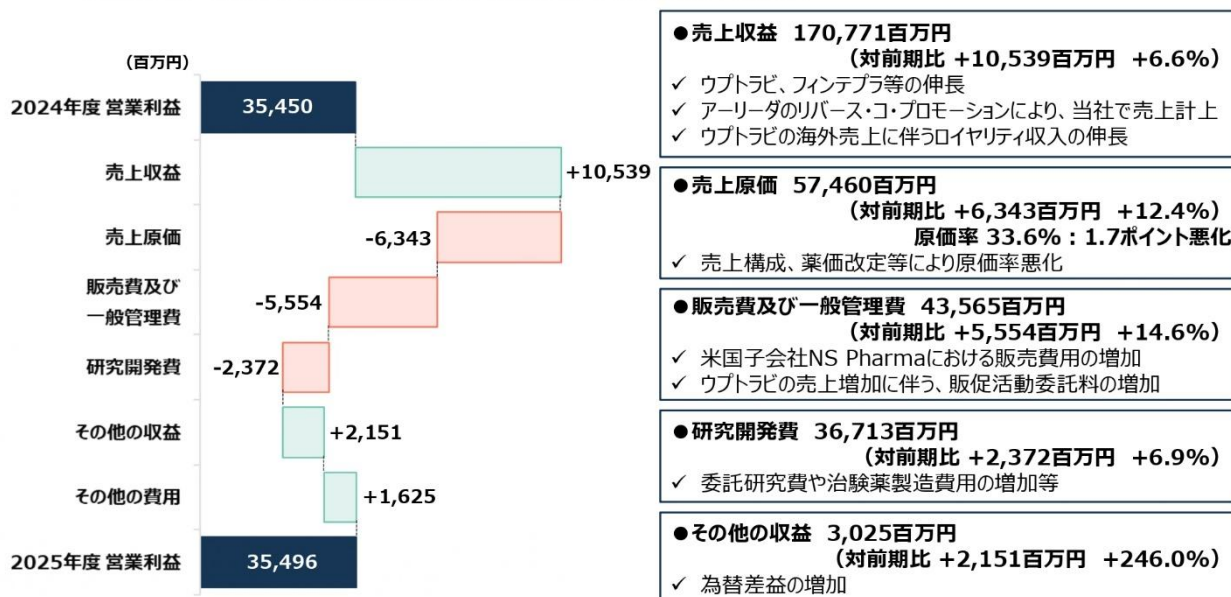 （百万円）
2024年度 営業利益
35,450
売上収益
+10,539
売上原価
-6,343
販売費及び
一般管理費
-5,554
研究開発費
-2,372
その他の収益
+2,151
その他の費用
+1,625
2025年度 営業利益
35,496
●売上収益 170,771百万円
（対前期比 +10,539百万円 +6.6%）
✓ ウプトラビ、フィンテプラ等の伸長
✓ アーリーダのリバース・コ・プロモーションにより、当社で売上計上
✓ ウプトラビの海外売上に伴うロイヤリティ収入の伸長
●売上原価 57,460百万円
（対前期比 +6,343百万円 +12.4%）
原価率 33.6%：1.7ポイント悪化
✓ 売上構成、薬価改定等により原価率悪化
●販売費及び一般管理費 43,565百万円
（対前期比 +5,554百万円 +14.6%）
✓ 米国子会社NS Pharmaにおける販売費用の増加
✓ ウプトラビの売上増加に伴う、販促活動委託料の増加
●研究開発費 36,713百万円
（対前期比 +2,372百万円 +6.9%）
✓ 委託研究費や治験薬製造費用の増加等
●その他の収益 3,025百万円
（対前期比 +2,151百万円 +246.0%）
✓ 為替差益の増加